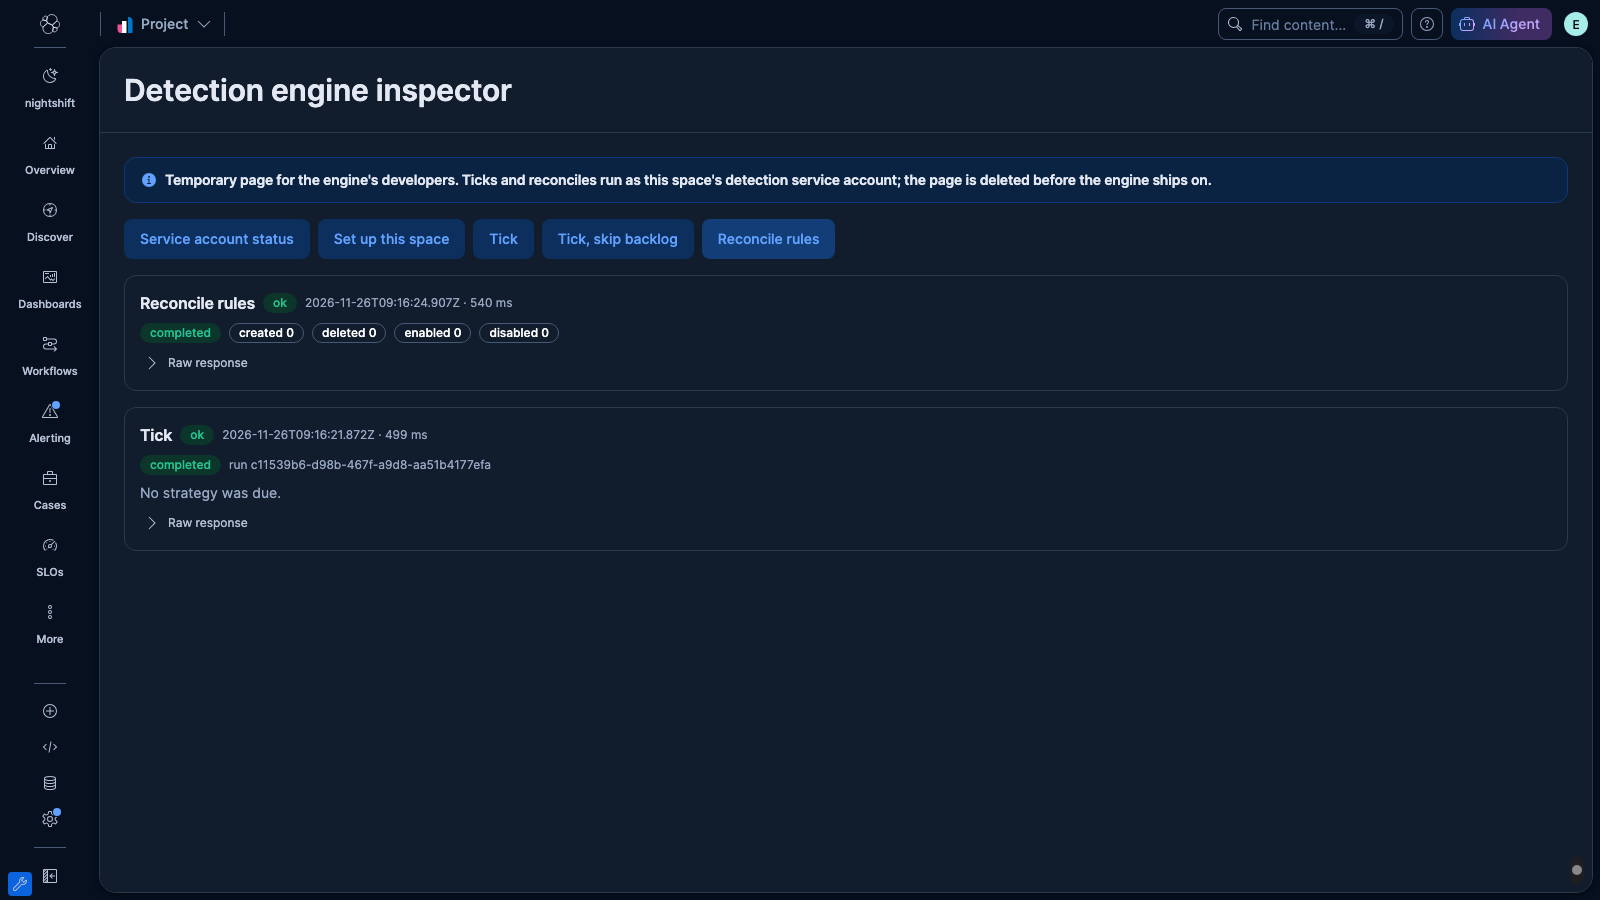 Project
Find content...
⌘ /
AI Agent
E
nightshift
Overview
Discover
Dashboards
Workflows
Alerting
Cases
SLOs
More
Detection engine inspector
Temporary page for the engine's developers. Ticks and reconciles run as this space's detection service account; the page is deleted before the engine ships on.
Service account status
Set up this space
Tick
Tick, skip backlog
Reconcile rules
Reconcile rules ok 2026-11-26T09:16:24.907Z · 540 ms
completed created 0 deleted 0 enabled 0 disabled 0
Raw response
Tick ok 2026-11-26T09:16:21.872Z · 499 ms
completed run c11539b6-d98b-467f-a9d8-aa51b4177efa
No strategy was due.
Raw response